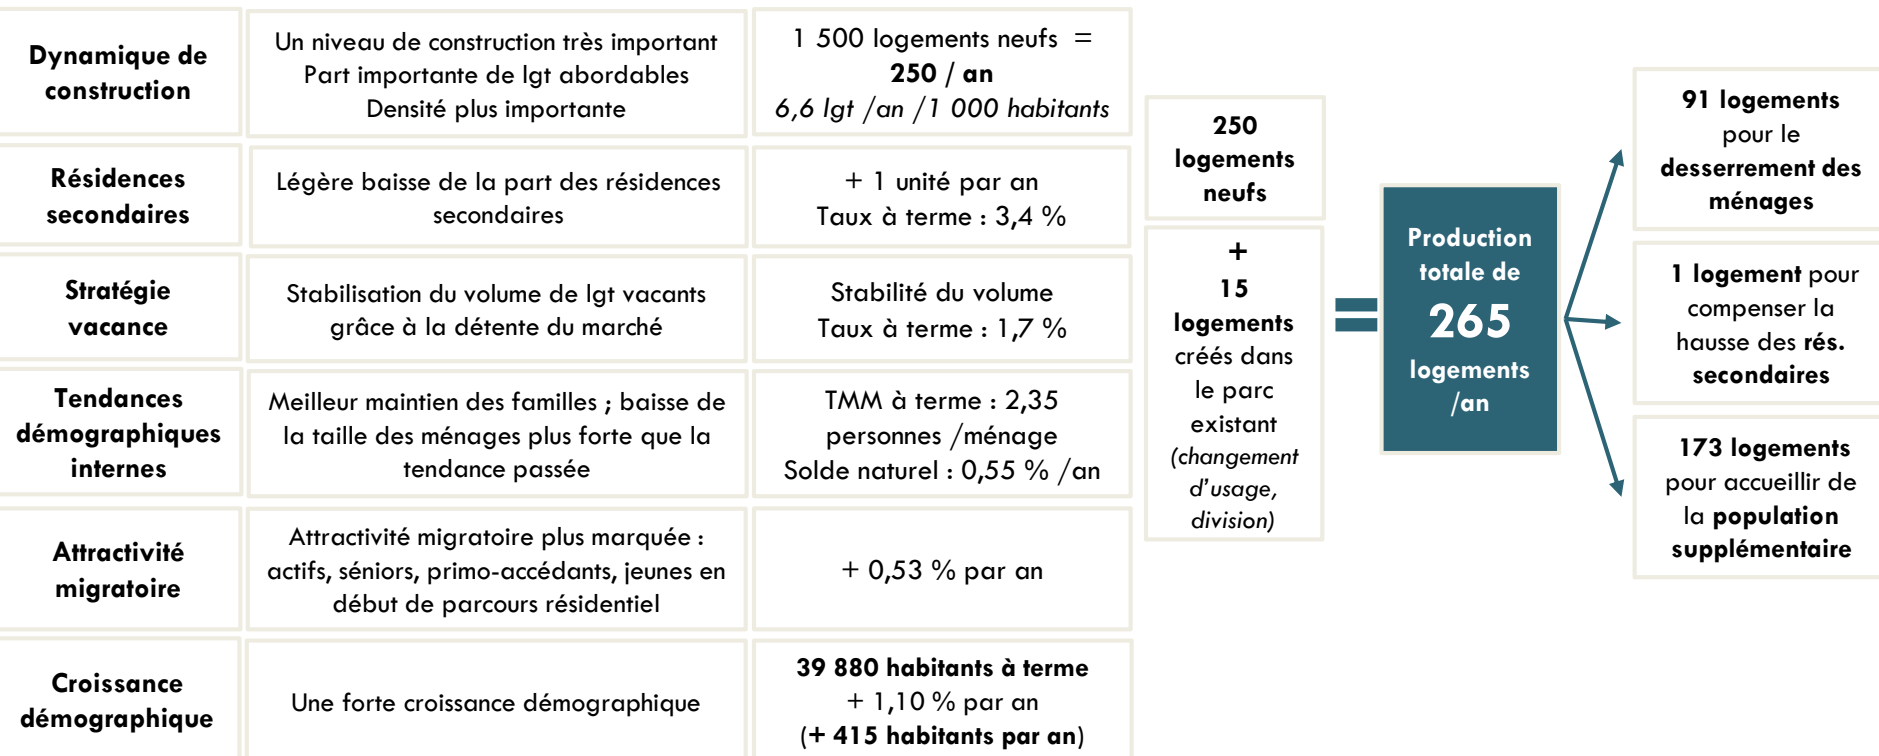 Dynamique de
construction
Un niveau de construction très important
Part importante de lgt abordables
Densité plus importante
1 500 logements neufs =
250 / an
6,6 lgt /an /1 000 habitants
Résidences
secondaires
Légère baisse de la part des résidences
secondaires
+ 1 unité par an
Taux à terme : 3,4 %
Stratégie
vacance
Stabilisation du volume de lgt vacants
grâce à la détente du marché
Stabilité du volume
Taux à terme : 1,7 %
Tendances
démographiques
internes
Meilleur maintien des familles ; baisse de
la taille des ménages plus forte que la
tendance passée
TMM à terme : 2,35
personnes /ménage
Solde naturel : 0,55 % /an
Attractivité
migratoire
Attractivité migratoire plus marquée :
actifs, séniors, primo-accédants, jeunes en
début de parcours résidentiel
+ 0,53 % par an
Croissance
démographique
Une forte croissance démographique
39 880 habitants à terme
+ 1,10 % par an
(+ 415 habitants par an)
250
logements
neufs
+
15
logements
créés dans
le parc
existant
(changement
d'usage,
division)
=
Production
totale de
265
logements
/an
91 logements
pour le
desserrement des
ménages
1 logement pour
compenser la
hausse des rés.
secondaires
173 logements
pour accueillir de
la population
supplémentaire